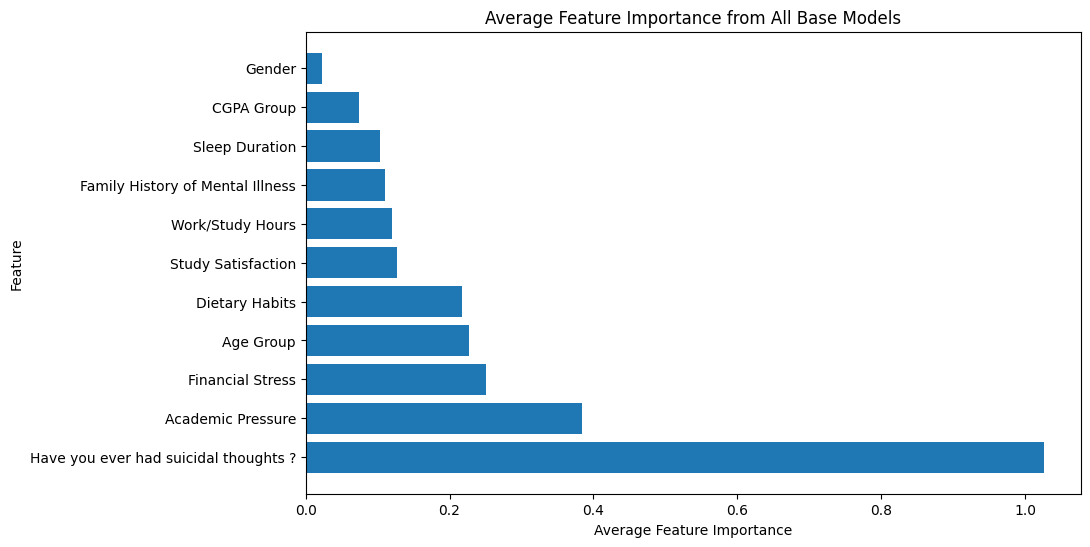 Average Feature Importance from All Base Models
Gender
CGPA Group
Sleep Duration
Family History of Mental Illness
Work/Study Hours
Study Satisfaction
Dietary Habits
Age Group
Financial Stress
Academic Pressure
Have you ever had suicidal thoughts ?
Feature
0.0 0.2 0.4 0.6 0.8 1.0
Average Feature Importance